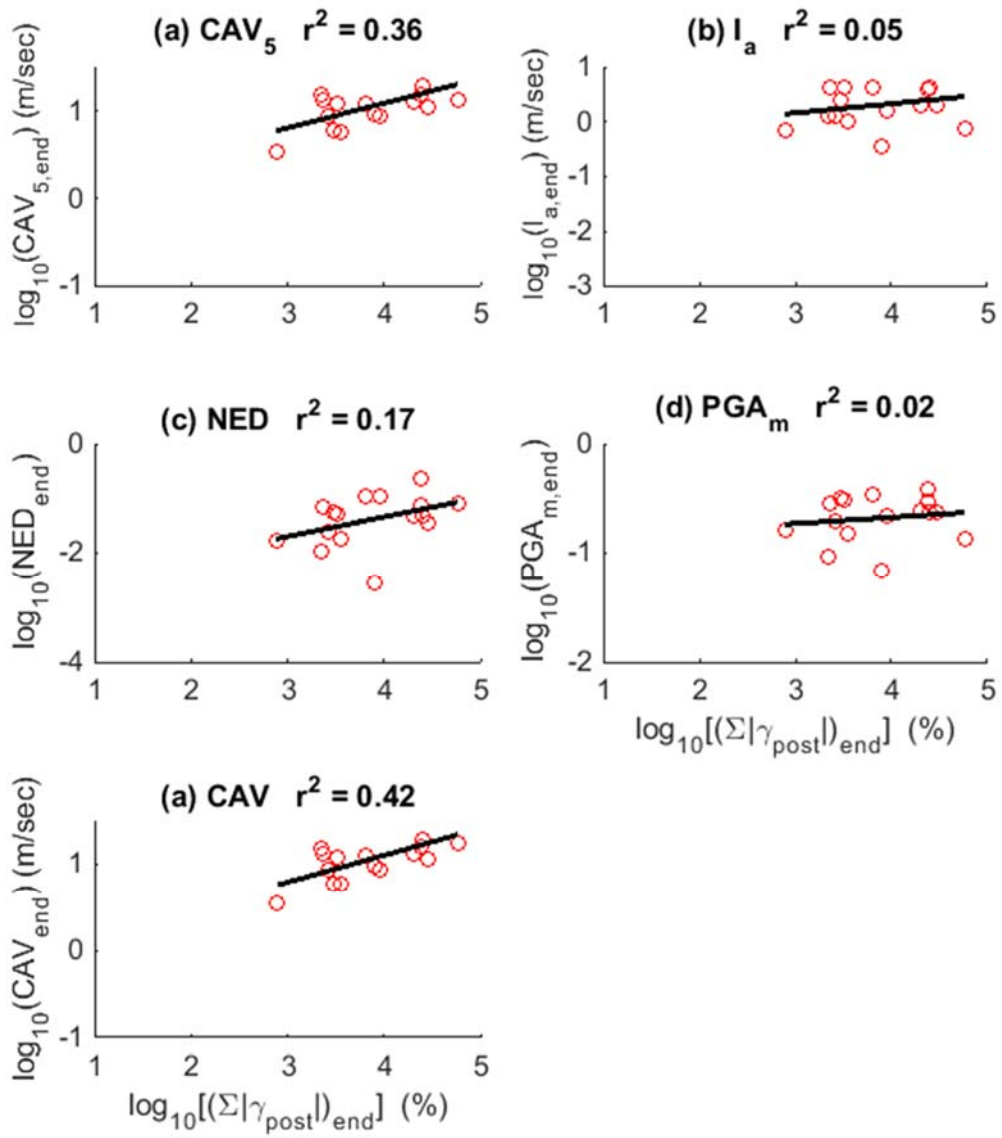 (a) CAV5 r2 = 0.36
log10(CAV5,end) (m/sec)
1
0
-1
1 2 3 4 5
(b) Ia r2 = 0.05
log10(Ia,end) (m/sec)
1
0
-1
-2
-3
1 2 3 4 5
(c) NED r2 = 0.17
log10(NEDend)
0
-2
-4
1 2 3 4 5
(d) PGAm r2 = 0.02
log10(PGAm,end)
0
-1
-2
1 2 3 4 5
log10[(Σ|γpost|)end] (%)
(a) CAV r2 = 0.42
log10(CAVend) (m/sec)
1
0
-1
1 2 3 4 5
log10[(Σ|γpost|)end] (%)